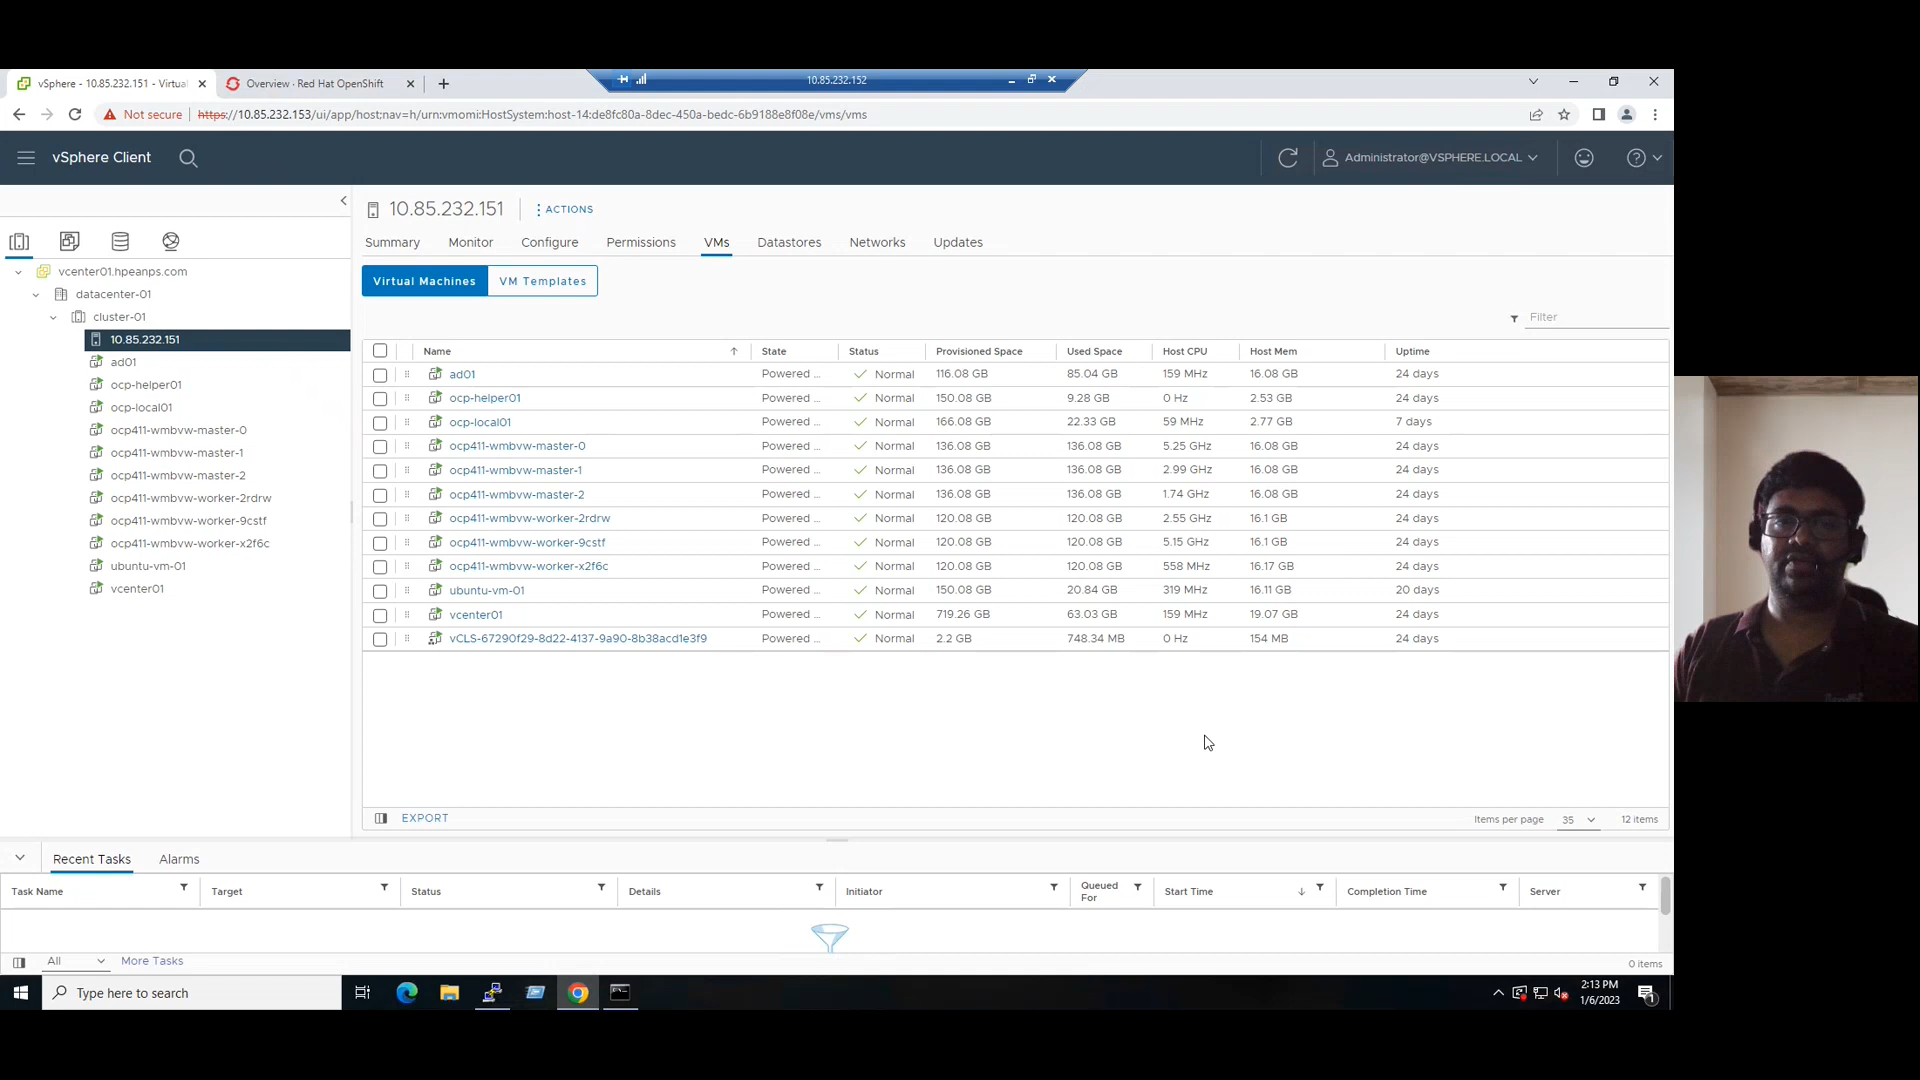 vSphere - 10.85.232.151 - Virtual
Overview · Red Hat OpenShift
10.85.232.152
Not secure
https://10.85.232.153/ui/app/host;nav=h/urn:vmomi:HostSystem:host-14:de8fc80a-8dec-450a-bedc-6b9188e8f08e/vms/vms
vSphere Client
Administrator@VSPHERE.LOCAL
10.85.232.151
ACTIONS
Summary Monitor Configure Permissions VMs Datastores Networks Updates
Virtual Machines VM Templates
vcenter01.hpeanps.com
datacenter-01
cluster-01
10.85.232.151
ad01
ocp-helper01
ocp-local01
ocp411-wmbvw-master-0
ocp411-wmbvw-master-1
ocp411-wmbvw-master-2
ocp411-wmbvw-worker-2rdrw
ocp411-wmbvw-worker-9cstf
ocp411-wmbvw-worker-x2f6c
ubuntu-vm-01
vcenter01
Filter
Name State Status Provisioned Space Used Space Host CPU Host Mem Uptime
ad01 Powered ... Normal 116.08 GB 85.04 GB 159 MHz 16.08 GB 24 days
ocp-helper01 Powered ... Normal 150.08 GB 9.28 GB 0 Hz 2.53 GB 24 days
ocp-local01 Powered ... Normal 166.08 GB 22.33 GB 59 MHz 2.77 GB 7 days
ocp411-wmbvw-master-0 Powered ... Normal 136.08 GB 136.08 GB 5.25 GHz 16.08 GB 24 days
ocp411-wmbvw-master-1 Powered ... Normal 136.08 GB 136.08 GB 2.99 GHz 16.08 GB 24 days
ocp411-wmbvw-master-2 Powered ... Normal 136.08 GB 136.08 GB 1.74 GHz 16.08 GB 24 days
ocp411-wmbvw-worker-2rdrw Powered ... Normal 120.08 GB 120.08 GB 2.55 GHz 16.1 GB 24 days
ocp411-wmbvw-worker-9cstf Powered ... Normal 120.08 GB 120.08 GB 5.15 GHz 16.1 GB 24 days
ocp411-wmbvw-worker-x2f6c Powered ... Normal 120.08 GB 120.08 GB 558 MHz 16.17 GB 24 days
ubuntu-vm-01 Powered ... Normal 150.08 GB 20.84 GB 319 MHz 16.11 GB 20 days
vcenter01 Powered ... Normal 719.26 GB 63.03 GB 159 MHz 19.07 GB 24 days
vCLS-67290f29-8d22-4137-9a90-8b38acd1e3f9 Powered ... Normal 2.2 GB 748.34 MB 0 Hz 154 MB 24 days
EXPORT
Items per page 35 12 items
Recent Tasks Alarms
Task Name Target Status Details Initiator Queued For Start Time Completion Time Server
All More Tasks
0 items
Type here to search
2:13 PM
1/6/2023
1